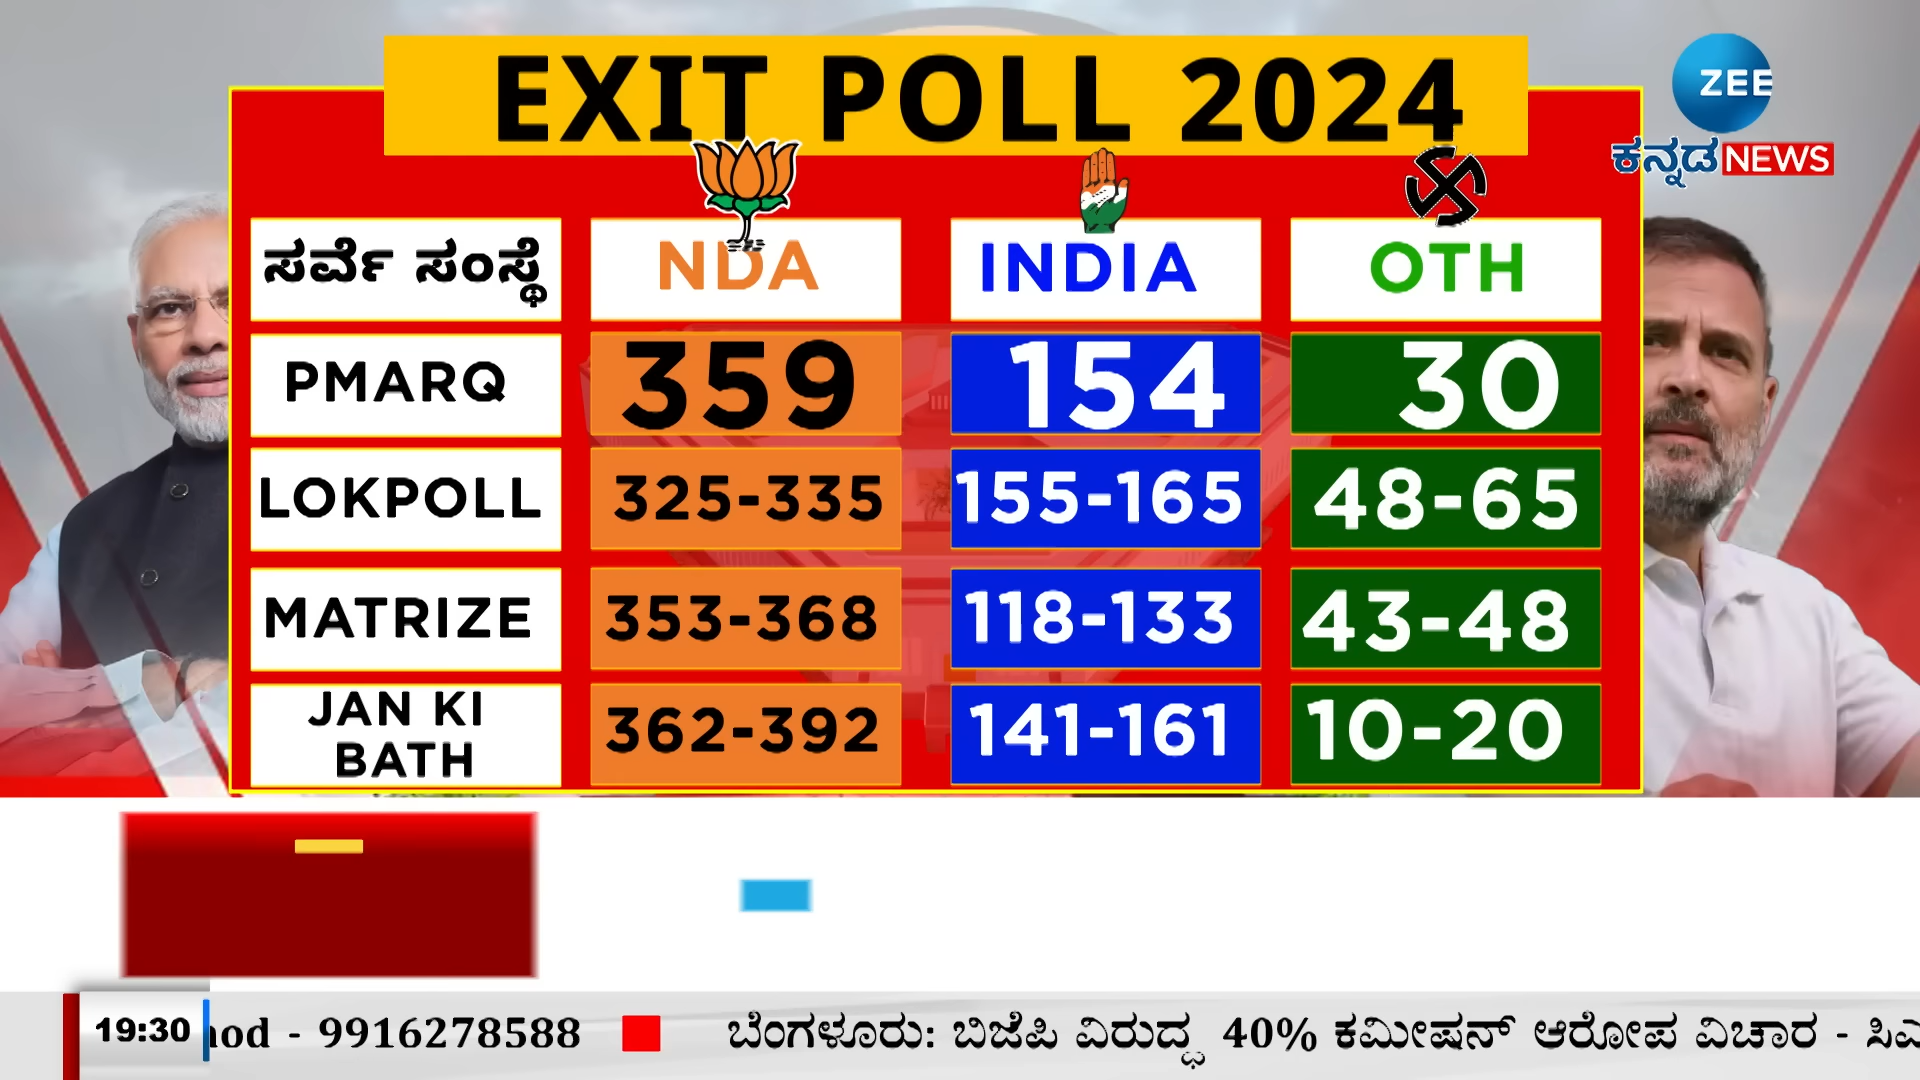 EXIT POLL 2024
ZEE
ಕನ್ನಡ NEWS
ಸರ್ವೆ ಸಂಸ್ಥೆ NDA INDIA OTH
PMARQ 359 154 30
LOKPOLL 325-335 155-165 48-65
MATRIZE 353-368 118-133 43-48
JAN KI
BATH 362-392 141-161 10-20
19:30 - 9916278588 ಬೆಂಗಳೂರು: ಬಿಜೆಪಿ ವಿರುದ್ಧ 40% ಕಮೀಷನ್ ಆರೋಪ ವಿಚಾರ -